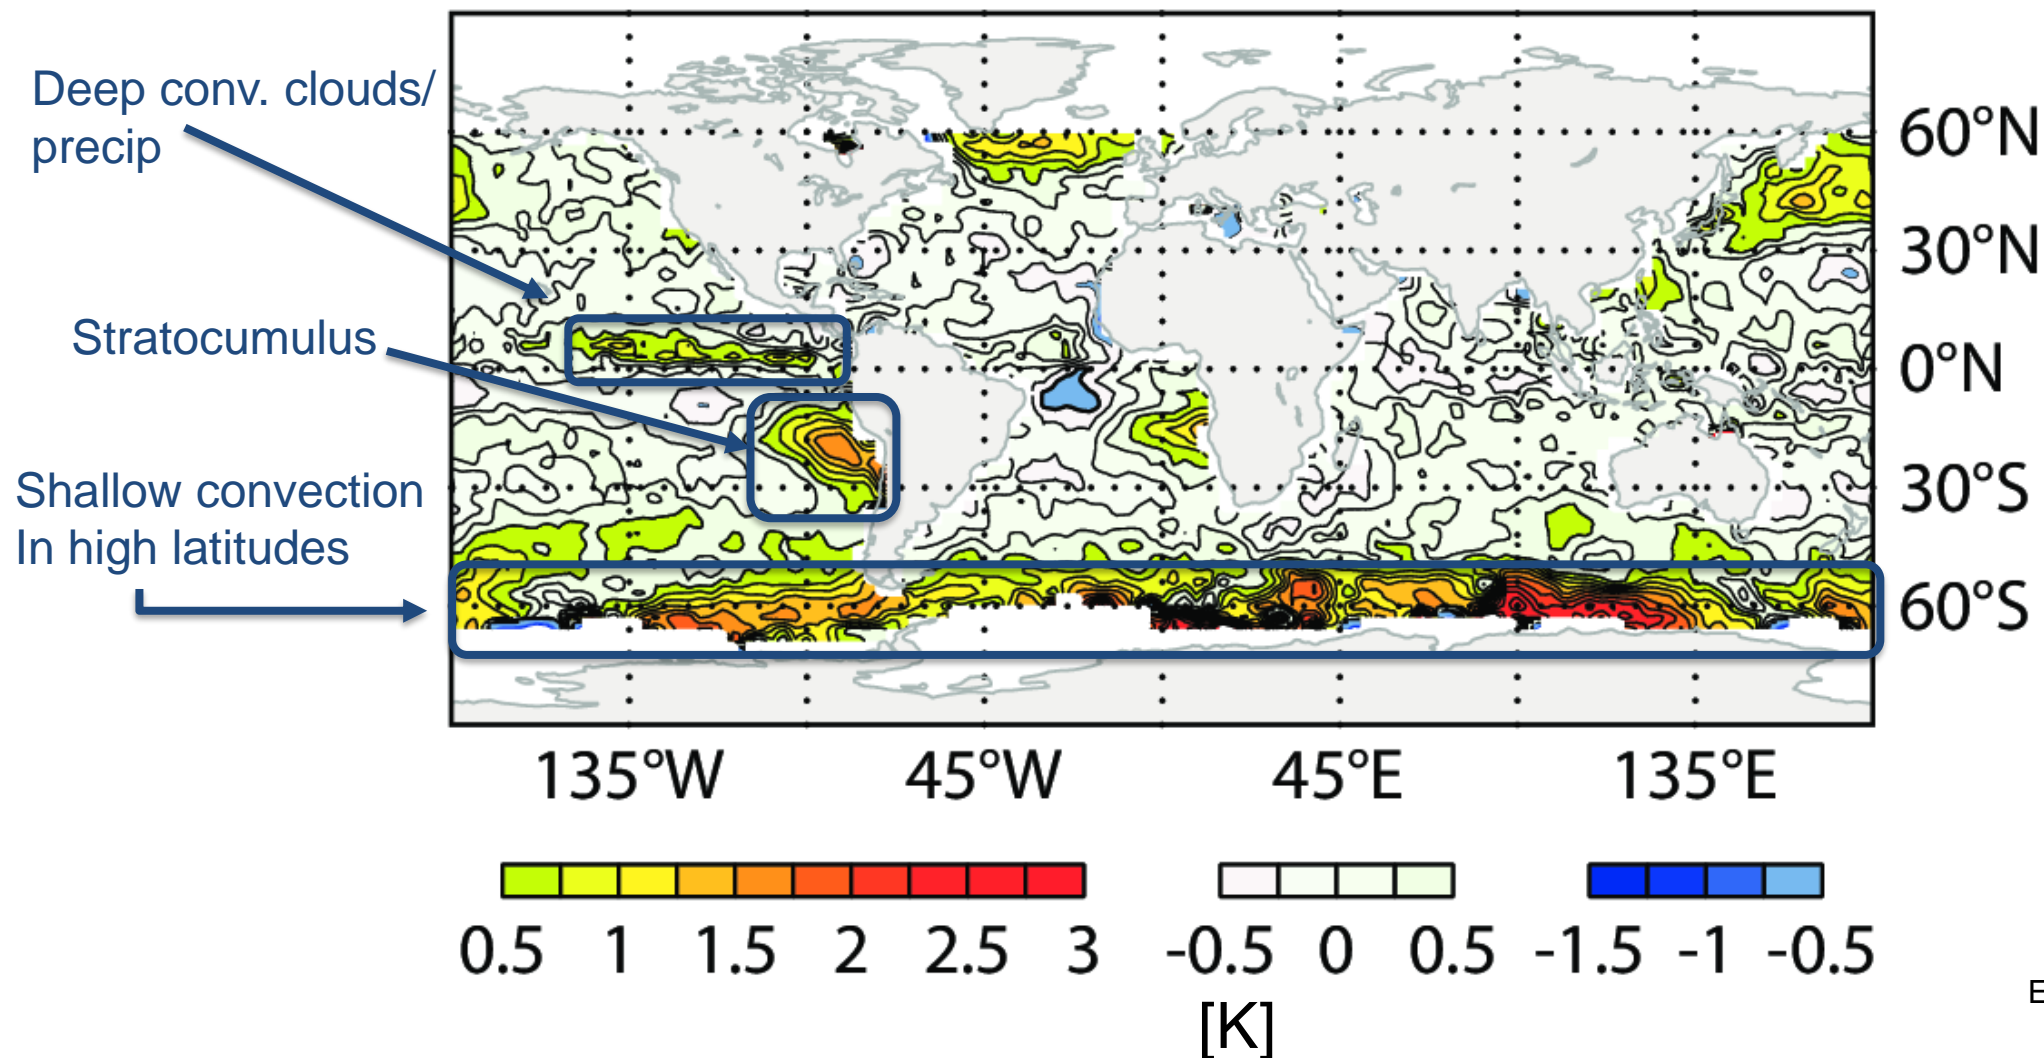 Deep conv. clouds/
precip
Stratocumulus
Shallow convection
In high latitudes
60°N
30°N
0°N
30°S
60°S
135°W 45°W 45°E 135°E
0.5 1 1.5 2 2.5 3 -0.5 0 0.5 -1.5 -1 -0.5
[K]
E